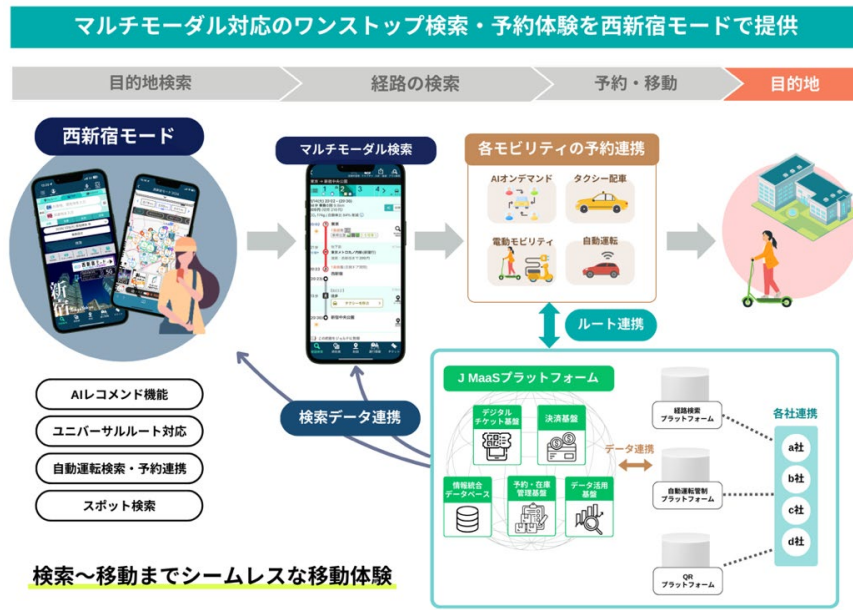 マルチモーダル対応のワンストップ検索・予約体験を西新宿モードで提供
目的地検索
経路の検索
予約・移動
目的地
西新宿モード
マルチモーダル検索
各モビリティの予約連携
AIオンデマンド
タクシー配車
電動モビリティ
自動運転
新宿
新宿中央公園
ルート連携
検索データ連携
AIレコメンド機能
ユニバーサルルート対応
自動運転検索・予約連携
スポット検索
検索〜移動までシームレスな移動体験
J MaaSプラットフォーム
デジタル
チケット基盤
決済基盤
情報統合
データベース
予約・在庫
管理基盤
データ活用
基盤
データ連携
経路検索
プラットフォーム
自動運転管制
プラットフォーム
QR
プラットフォーム
各社連携
a社
b社
c社
d社